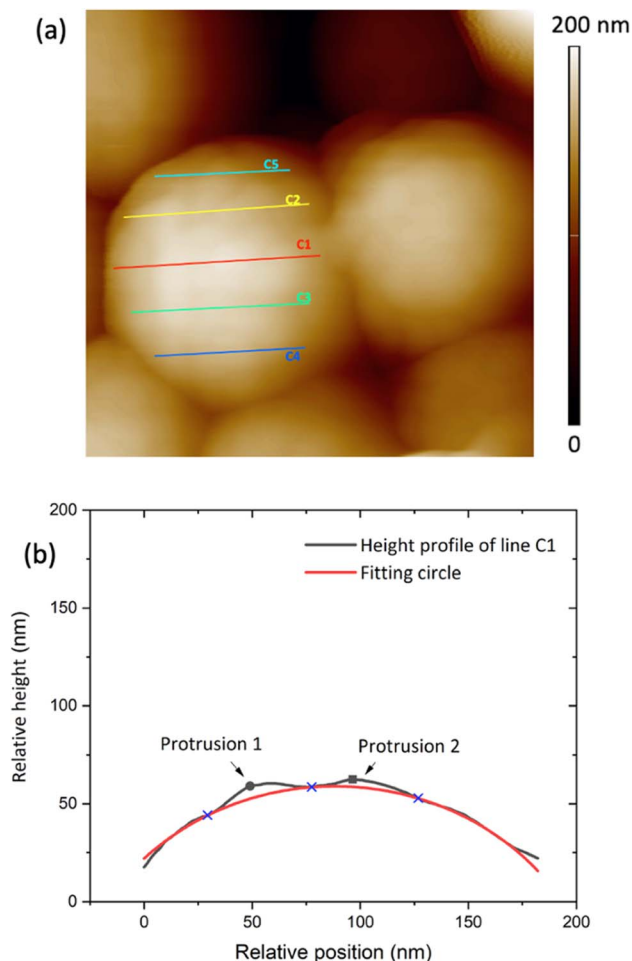 (a)
200 nm
C5
C2
C1
C3
C4
0
(b)
Height profile of line C1
Fitting circle
Protrusion 1
Protrusion 2
Relative height (nm)
200
150
100
50
0
0
50
100
150
200
Relative position (nm)